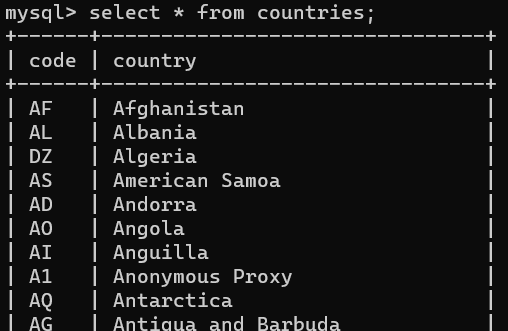 mysql> select * from countries;
+------+-------------------------------+
| code | country                       |
+------+-------------------------------+
| AF   | Afghanistan                   |
| AL   | Albania                       |
| DZ   | Algeria                       |
| AS   | American Samoa                |
| AD   | Andorra                       |
| AO   | Angola                        |
| AI   | Anguilla                      |
| A1   | Anonymous Proxy               |
| AQ   | Antarctica                    |
| AG   | Antigua and Barbuda           |